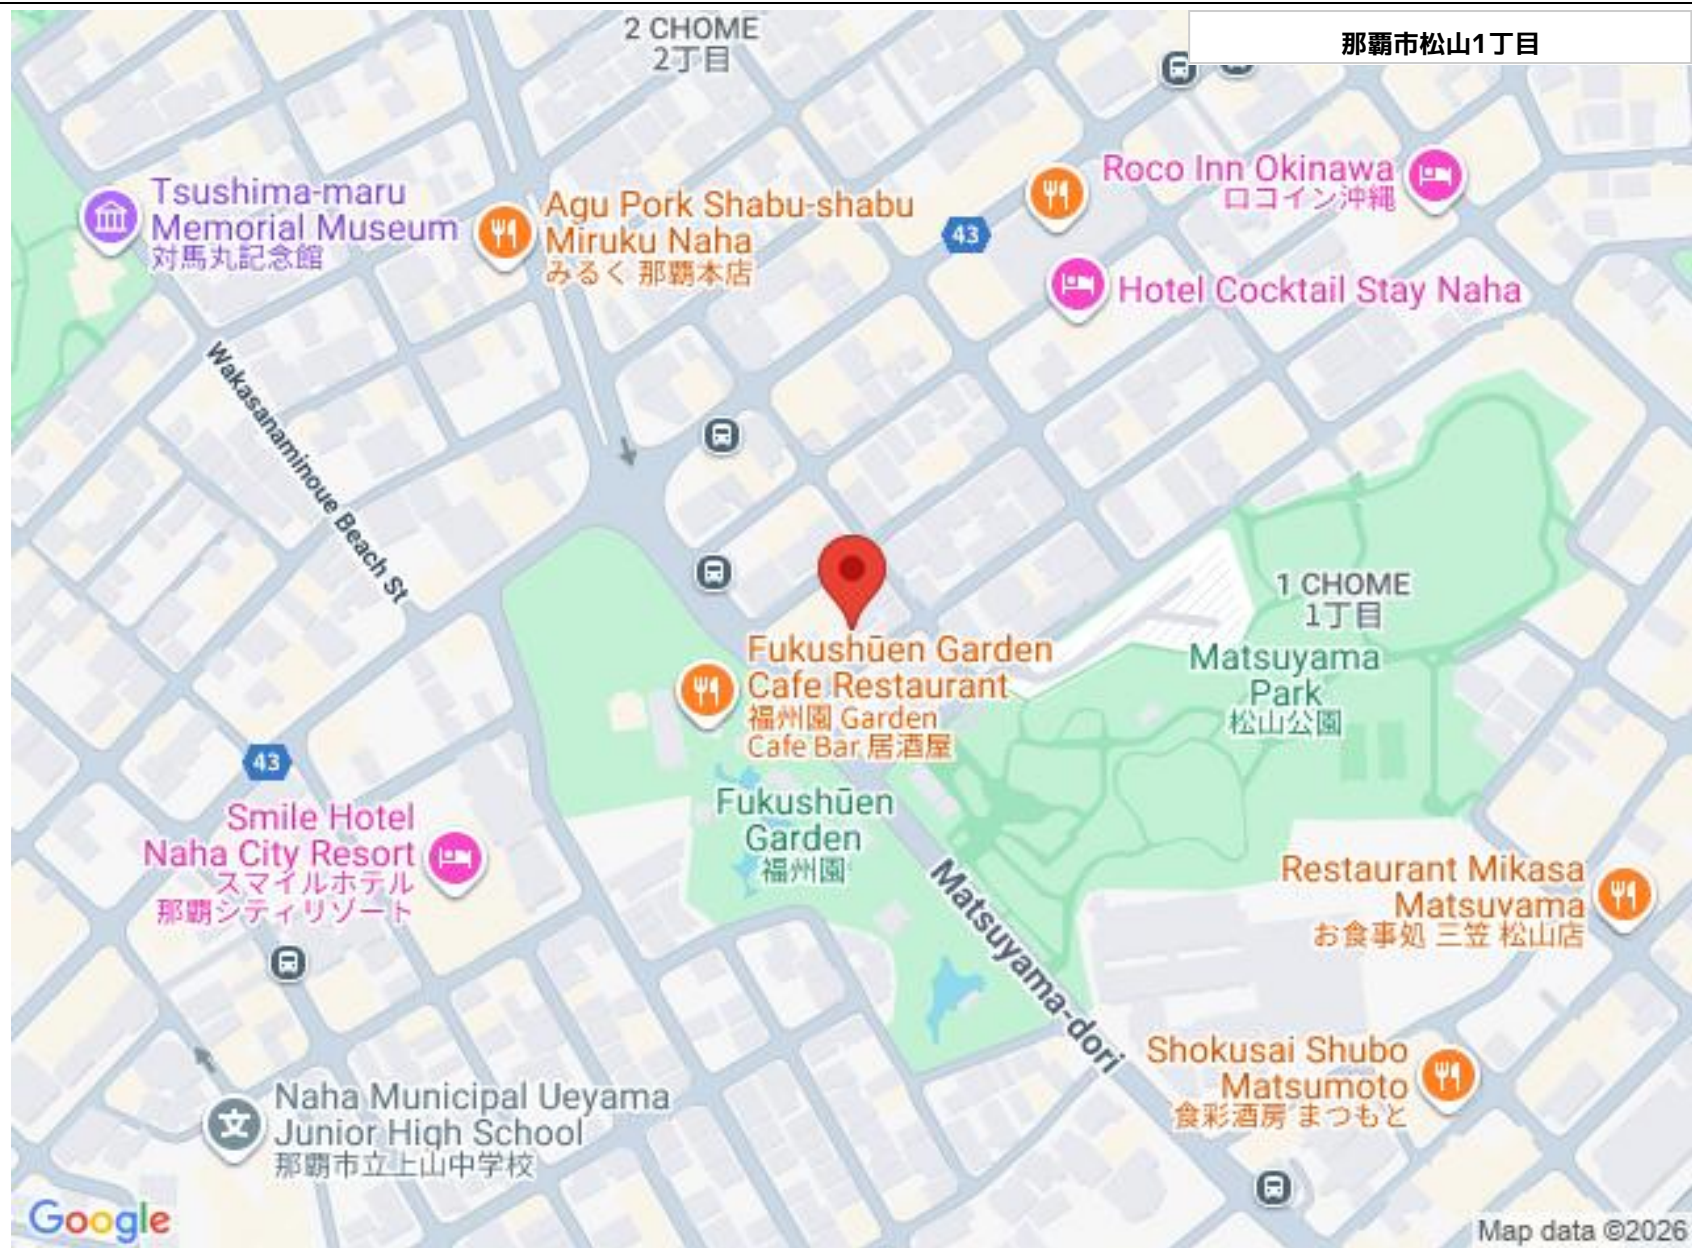 2 CHOME
2丁目
那覇市松山1丁目
Tsushima-maru
Memorial Museum
対馬丸記念館
Agu Pork Shabu-shabu
Miruku Naha
みるく 那覇本店
43
Roco Inn Okinawa
ロコイン沖縄
Hotel Cocktail Stay Naha
Wakasanaminoue Beach St
1 CHOME
1丁目
Matsuyama
Park
松山公園
Fukushūen Garden
Cafe Restaurant
福州園 Garden
Cafe Bar 居酒屋
43
Smile Hotel
Naha City Resort
スマイルホテル
那覇シティリゾート
Fukushūen
Garden
福州園
Matsuyama-dori
Restaurant Mikasa
Matsuyama
お食事処 三笠 松山店
Shokusai Shubo
Matsumoto
食彩酒房 まつもと
文
Naha Municipal Ueyama
Junior High School
那覇市立上山中学校
Google
Map data ©2026